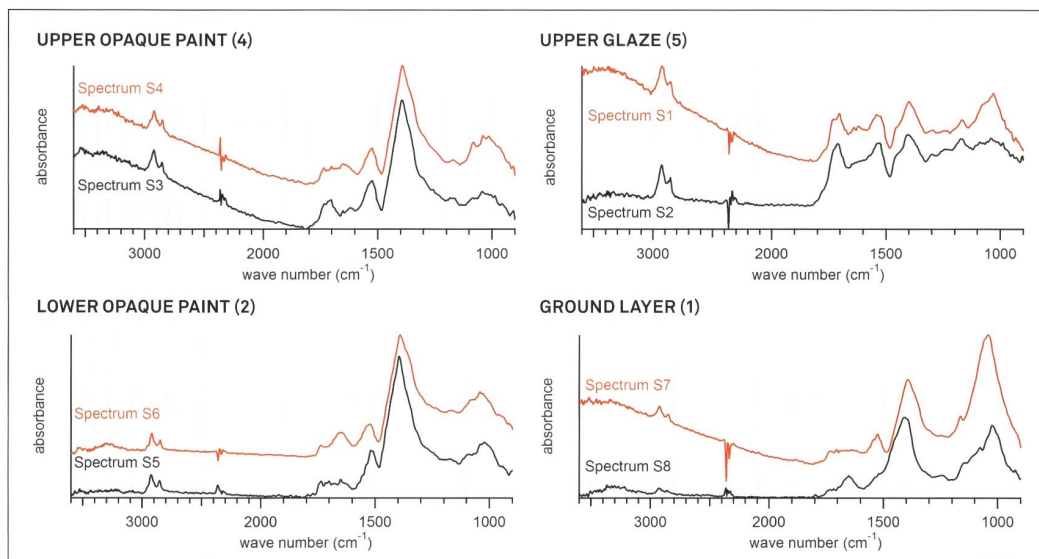 UPPER OPAQUE PAINT (4)
Spectrum S4
Spectrum S3
absorbance
3000 2000 1500 1000
wave number (cm⁻¹)
UPPER GLAZE (5)
Spectrum S1
Spectrum S2
absorbance
3000 2000 1500 1000
wave number (cm⁻¹)
LOWER OPAQUE PAINT (2)
Spectrum S6
Spectrum S5
absorbance
3000 2000 1500 1000
wave number (cm⁻¹)
GROUND LAYER (1)
Spectrum S7
Spectrum S8
absorbance
3000 2000 1500 1000
wave number (cm⁻¹)